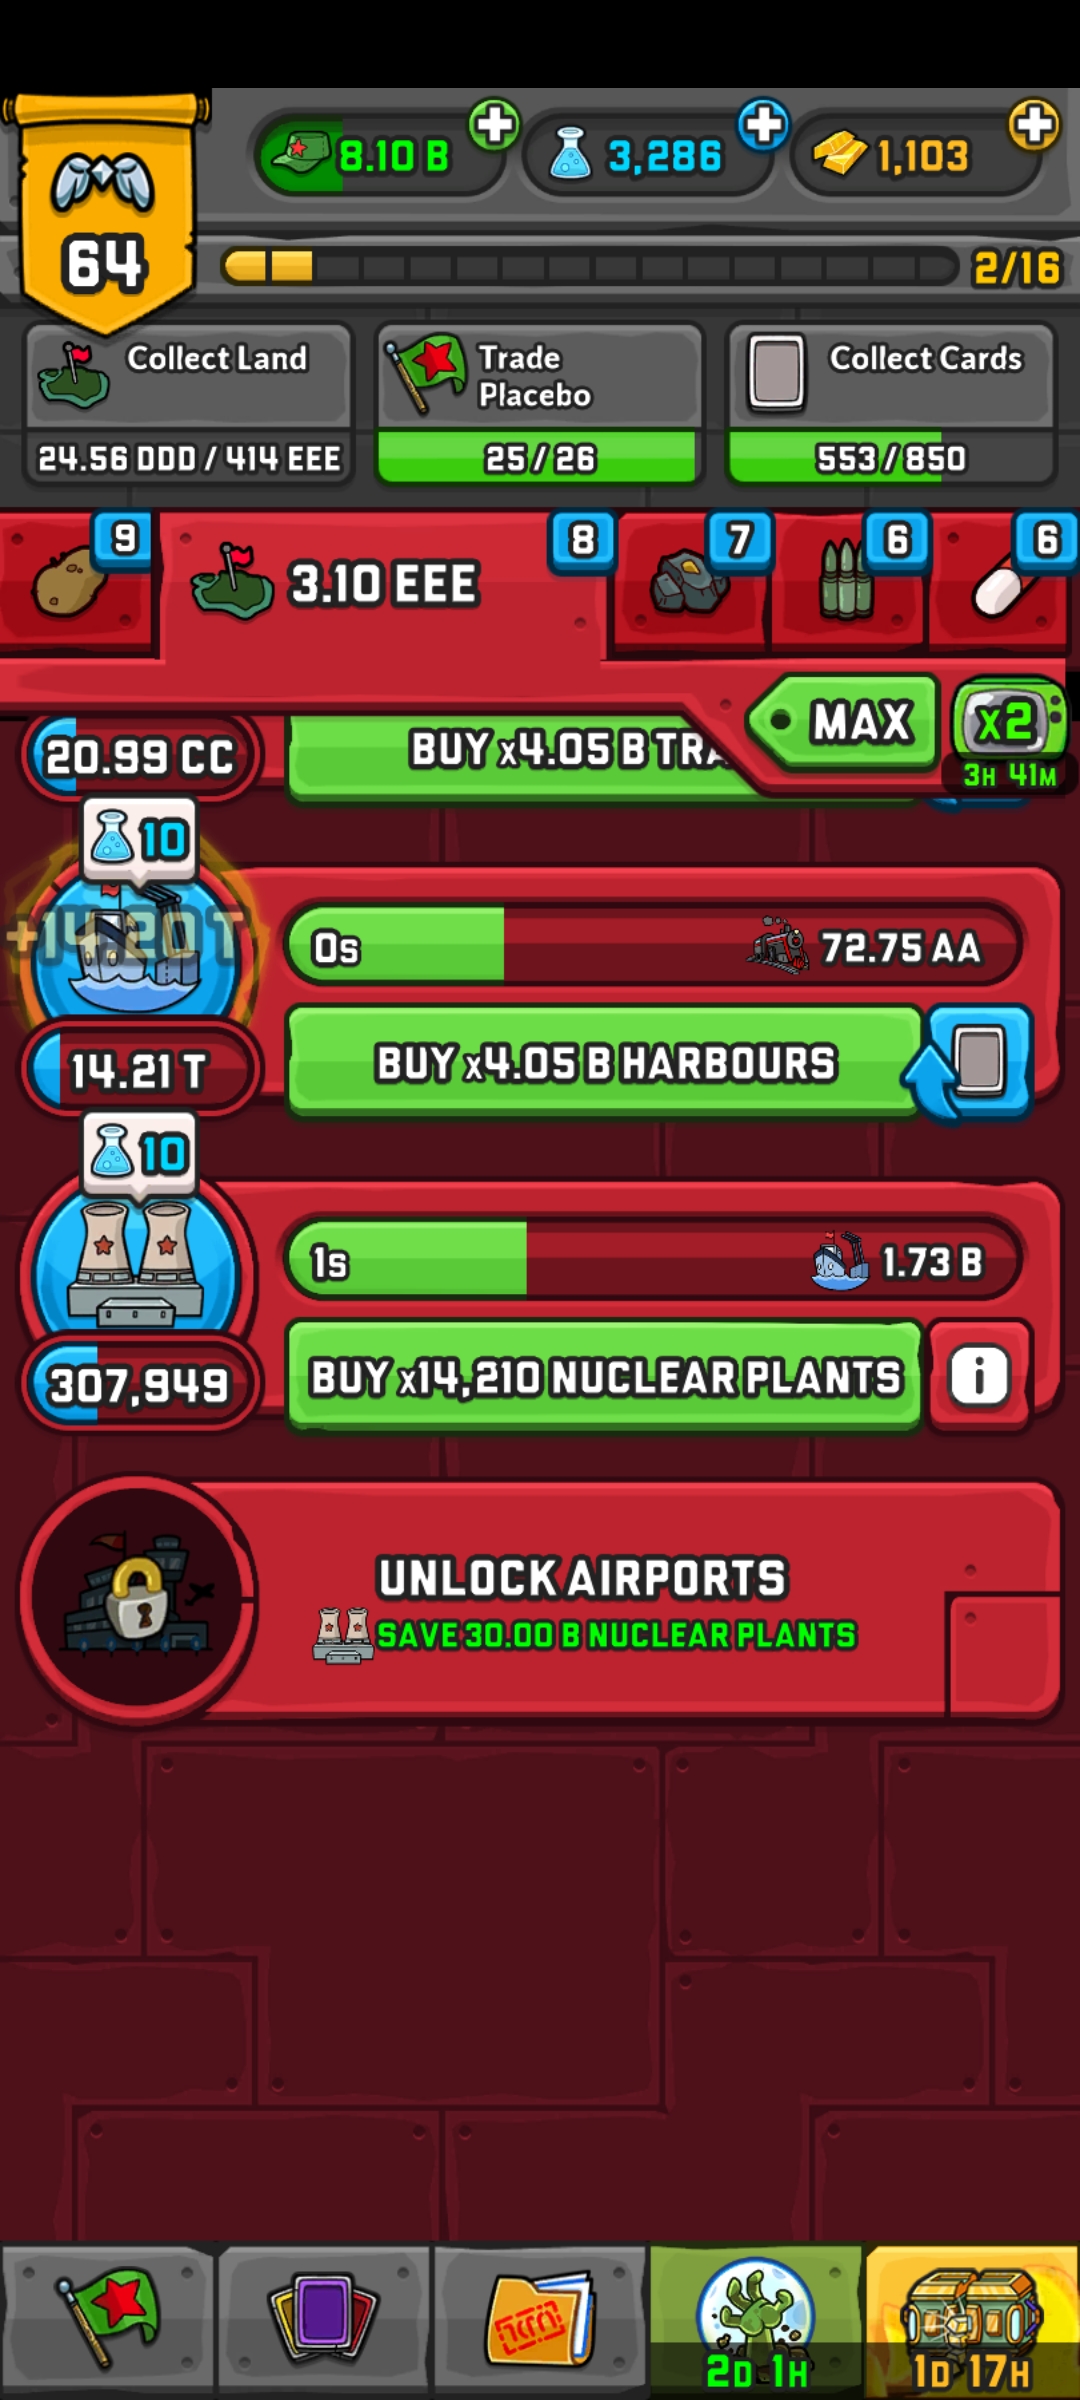 8.10 B
3,286
1,103
64
2/16
Collect Land
24.56 DDD / 414 EEE
Trade
Placebo
25/26
Collect Cards
553/850
9
3.10 EEE
8
7
6
6
MAX
x2
3H 41M
20.99 CC
BUY x4.05 B TRA
10
+14.20T
0s
72.75 AA
14.21 T
BUY x4.05 B HARBOURS
10
1s
1.73 B
307,949
BUY x14,210 NUCLEAR PLANTS
i
UNLOCK AIRPORTS
SAVE 30.00 B NUCLEAR PLANTS
2D 1H
1D 17H